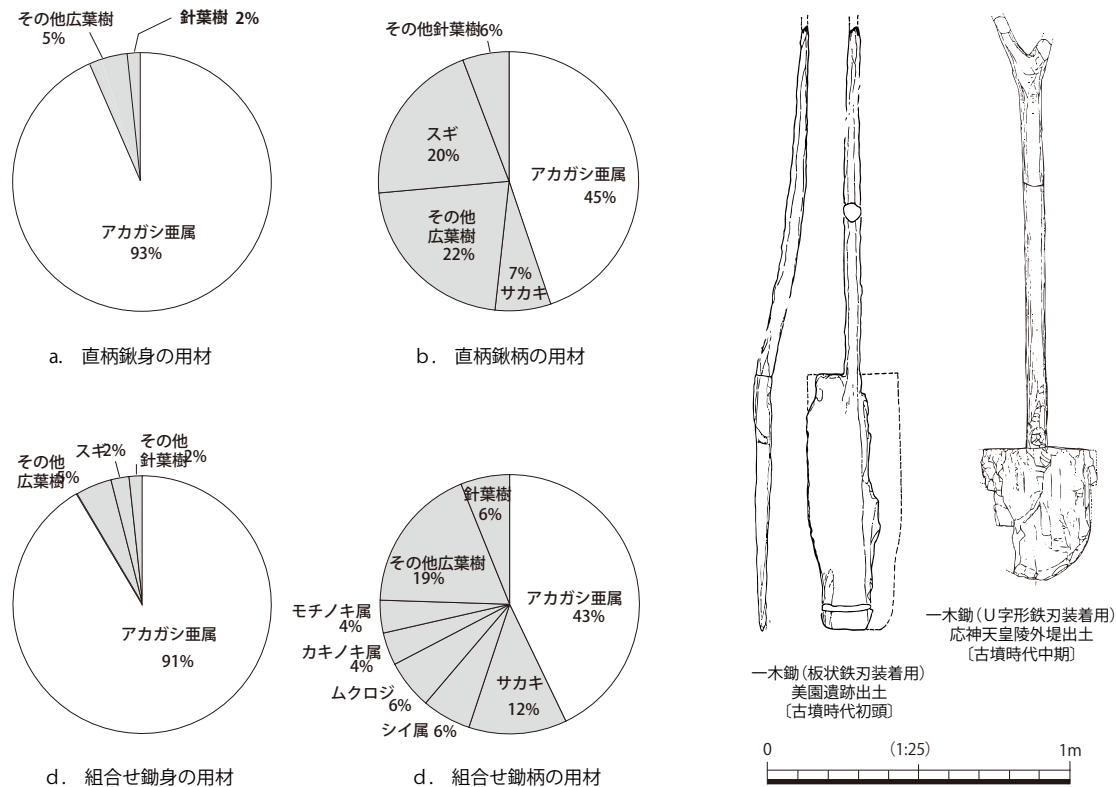 その他広葉樹
5%
針葉樹 2%
アカガシ亜属
93%
a. 直柄鍬身の用材
その他針葉樹6%
スギ
20%
アカガシ亜属
45%
その他
広葉樹
22%
7%
サカキ
b. 直柄鍬柄の用材
その他
広葉樹5%
スギ2%
その他
針葉樹2%
アカガシ亜属
91%
d. 組合せ鋤身の用材
針葉樹
6%
その他広葉樹
19%
アカガシ亜属
43%
モチノキ属
4%
カキノキ属
4%
ムクロジ
6%
シイ属 6%
サカキ
12%
d. 組合せ鋤柄の用材
一木鋤(板状鉄刃装着用)
美園遺跡出土
〔古墳時代初頭〕
一木鋤(U字形鉄刃装着用)
応神天皇陵外堤出土
〔古墳時代中期〕
0 (1:25) 1m